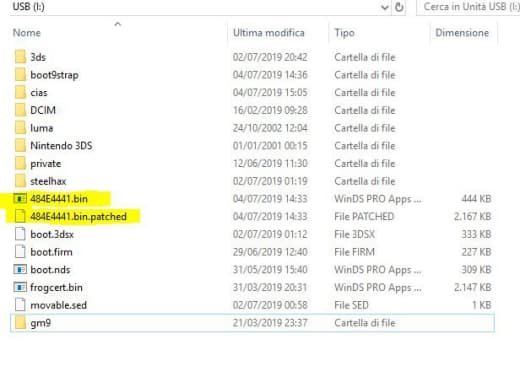 USB (I:)
Cerca in Unità USB (I:)
Nome Ultima modifica Tipo Dimensione
3ds 02/07/2019 20:42 Cartella di file
boot9strap 04/07/2019 14:36 Cartella di file
cias 04/07/2019 15:05 Cartella di file
DCIM 16/02/2019 09:28 Cartella di file
luma 24/10/2002 12:04 Cartella di file
Nintendo 3DS 01/01/2001 00:15 Cartella di file
private 12/06/2019 11:30 Cartella di file
steelhax 02/07/2019 01:19 Cartella di file
484E4441.bin 04/07/2019 14:33 WinDS PRO Apps ... 444 KB
484E4441.bin.patched 04/07/2019 14:33 File PATCHED 2.167 KB
boot.3dsx 02/07/2019 01:12 File 3DSX 333 KB
boot.firm 29/06/2019 12:40 File FIRM 227 KB
boot.nds 31/05/2019 15:40 WinDS PRO Apps ... 309 KB
frogcert.bin 31/03/2019 20:31 WinDS PRO Apps ... 2.147 KB
movable.sed 02/07/2019 00:58 File SED 1 KB
gm9 21/03/2019 23:37 Cartella di file